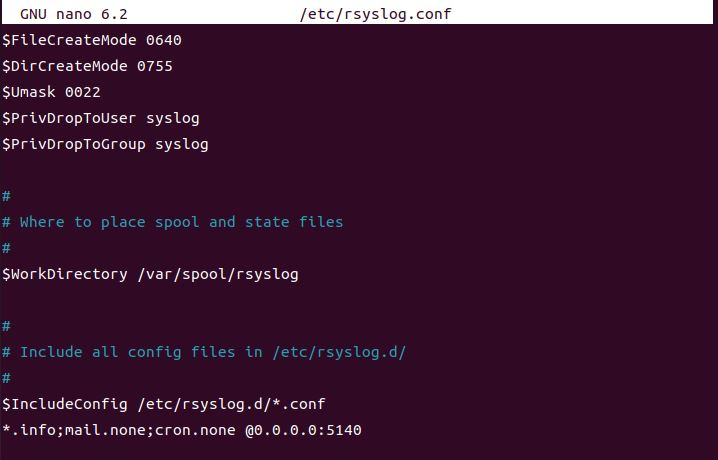 GNU nano 6.2 /etc/rsyslog.conf
$FileCreateMode 0640
$DirCreateMode 0755
$Umask 0022
$PrivDropToUser syslog
$PrivDropToGroup syslog
#
# Where to place spool and state files
#
$WorkDirectory /var/spool/rsyslog
#
# Include all config files in /etc/rsyslog.d/
#
$IncludeConfig /etc/rsyslog.d/*.conf
*.info;mail.none;cron.none @0.0.0.0:5140